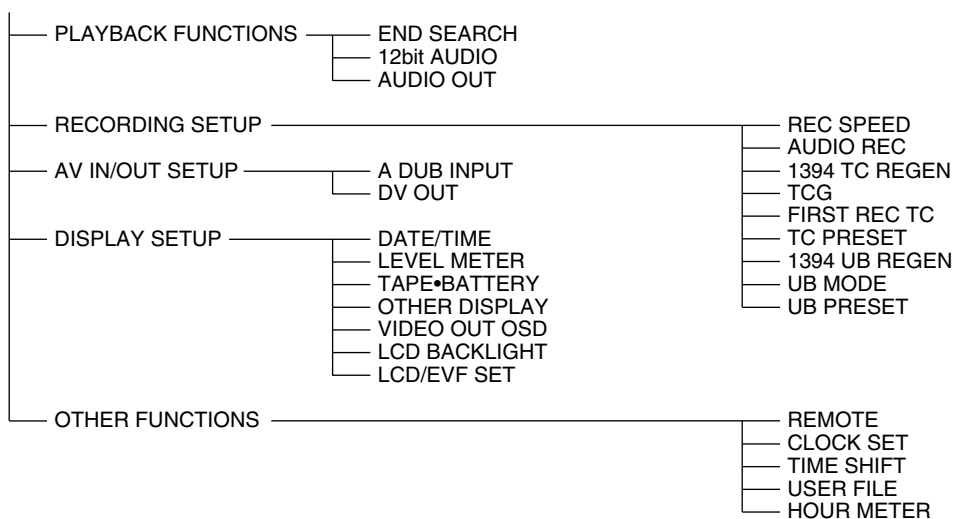 PLAYBACK FUNCTIONS
END SEARCH
12bit AUDIO
AUDIO OUT
RECORDING SETUP
REC SPEED
AUDIO REC
1394 TC REGEN
TCG
FIRST REC TC
TC PRESET
1394 UB REGEN
UB MODE
UB PRESET
AV IN/OUT SETUP
A DUB INPUT
DV OUT
DISPLAY SETUP
DATE/TIME
LEVEL METER
TAPE•BATTERY
OTHER DISPLAY
VIDEO OUT OSD
LCD BACKLIGHT
LCD/EVF SET
OTHER FUNCTIONS
REMOTE
CLOCK SET
TIME SHIFT
USER FILE
HOUR METER